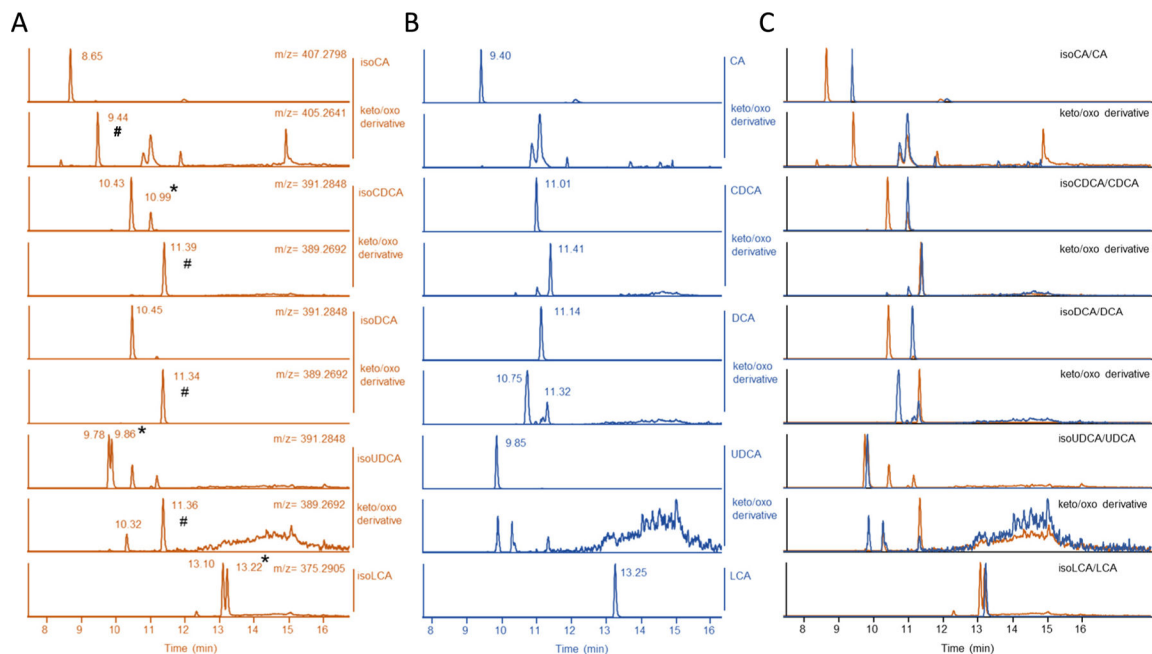 A
8.65
m/z= 407.2798
isoCA
9.44
#
m/z= 405.2641
keto/oxo
derivative
10.43
10.99
*
m/z= 391.2848
isoCDCA
11.39
#
m/z= 389.2692
keto/oxo
derivative
10.45
m/z= 391.2848
isoDCA
11.34
#
m/z= 389.2692
keto/oxo
derivative
9.78
9.86
*
m/z= 391.2848
isoUDCA
10.32
11.36
#
m/z= 389.2692
keto/oxo
derivative
13.10
13.22
*
m/z= 375.2905
isoLCA
8 9 10 11 12 13 14 15 16
Time (min)
B
9.40
CA
keto/oxo
derivative
11.01
CDCA
11.41
keto/oxo
derivative
11.14
DCA
10.75
11.32
keto/oxo
derivative
9.85
UDCA
keto/oxo
derivative
13.25
LCA
8 9 10 11 12 13 14 15 16
Time (min)
C
isoCA/CA
keto/oxo derivative
isoCDCA/CDCA
keto/oxo derivative
isoDCA/DCA
keto/oxo derivative
isoUDCA/UDCA
keto/oxo derivative
isoLCA/LCA
8 9 10 11 12 13 14 15 16
Time (min)